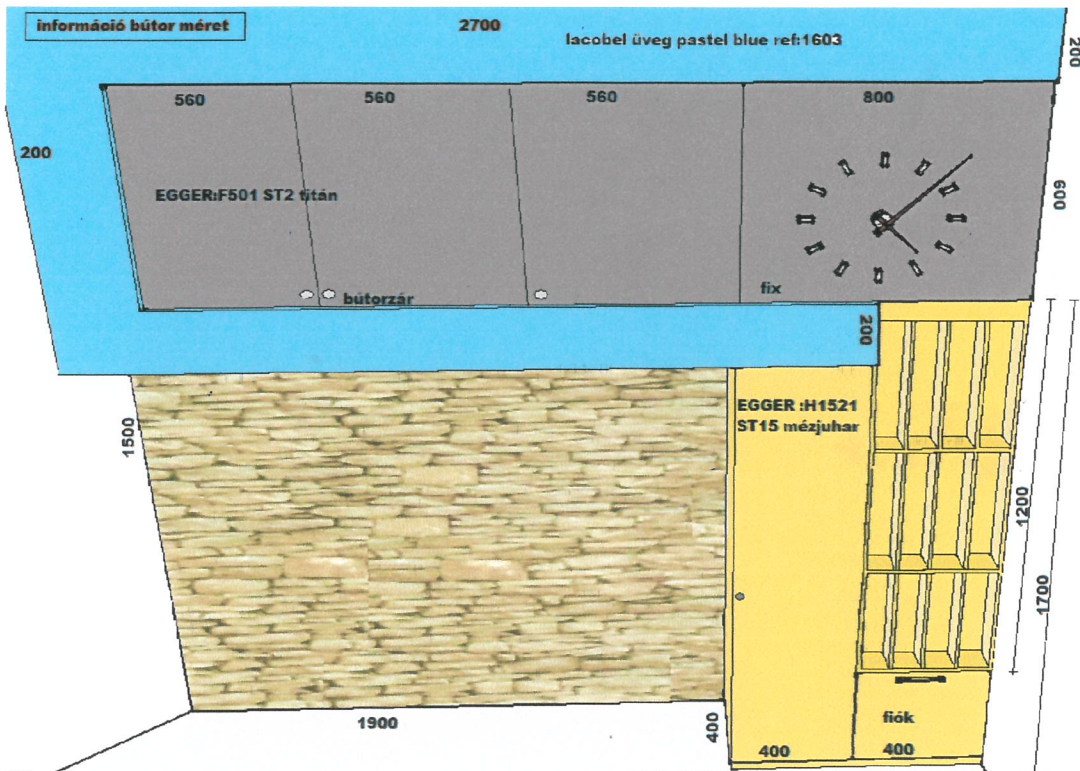 információ bútor méret
2700
lacobel üveg pastel blue ref:1603
200
560
560
560
800
200
EGGER:F501 ST2 titán
600
bútorzár
fix
200
EGGER :H1521
ST15 mézjuhar
1500
1200
1700
fiók
1900
400
400
400